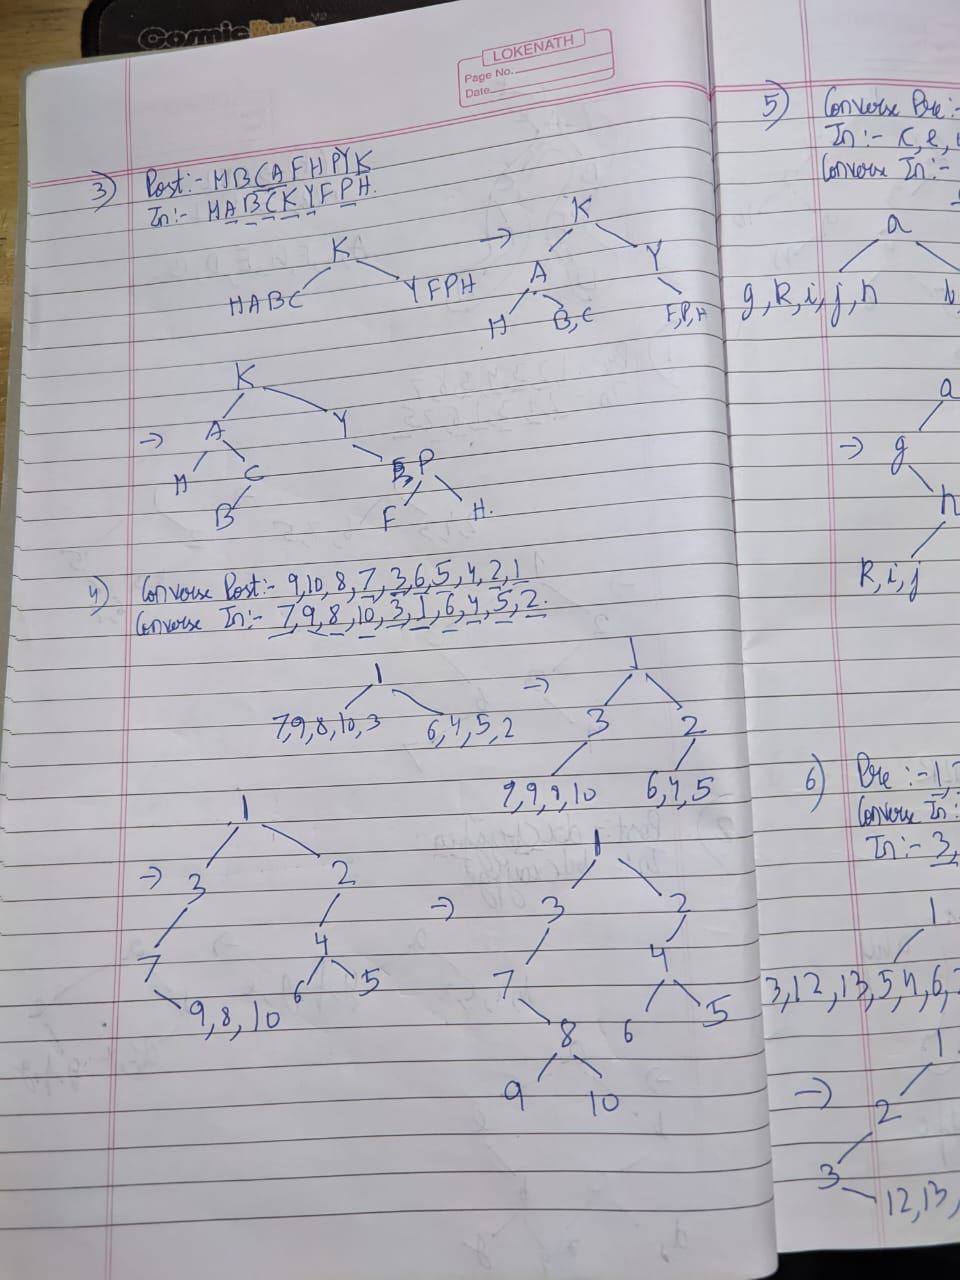 LOKENATH
Page No.
Date
3) Post:- HBCAFHPYK
In:- HABCKYFPH.
K
HABC YFPH
→ K
A Y
H B,C F,P,H
→ K
A Y
H C P
B F H.
4) Converse Post:- 9,10,8,7,3,6,5,4,2,1
Converse In:- 7,9,8,10,3,1,6,4,5,2.
1
7,9,8,10,3 6,4,5,2
→ 1
3 2
7,9,8,10 6,4,5
→ 1
3 2
7 4
9,8,10 6 5
→ 1
3 2
7 4
8 6 5
9 10
5) Converse Pre:-
In:- K, e,
Converse In:-
a
g,k,i,j,h b
→ a
g
h
k,i,j
6) Pre :- 1,
Converse In:
In:- 3,
1
3,12,13,5,4,6,
→ 1
2
3
12,13,